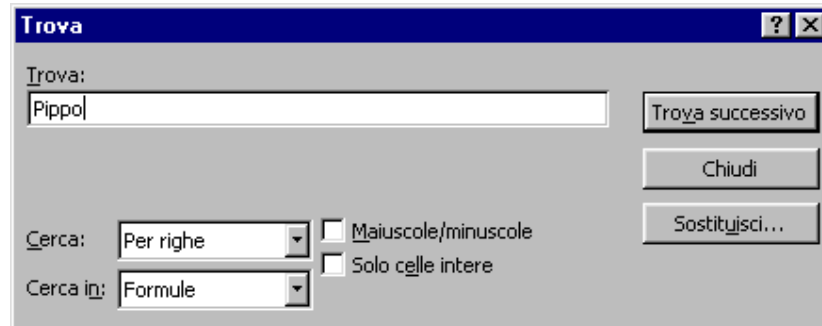 Trova
Trova:
Pippo
Trova successivo
Chiudi
Sostituisci...
Cerca: Per righe
Maiuscole/minuscole
Solo celle intere
Cerca in: Formule